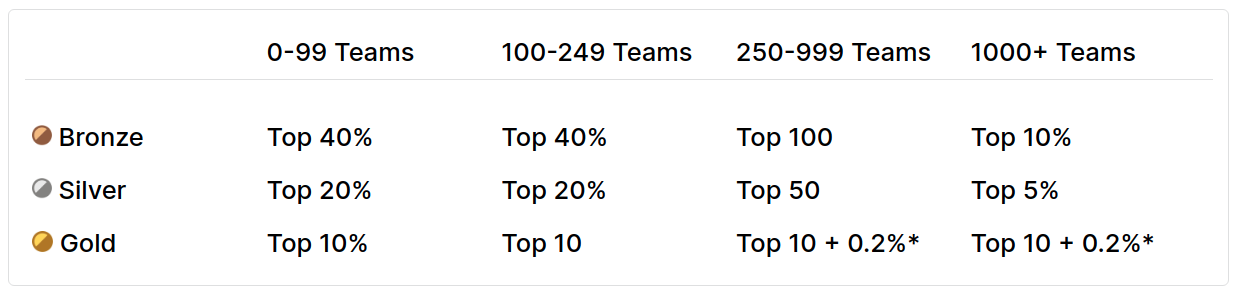 0-99 Teams 100-249 Teams 250-999 Teams 1000+ Teams
Bronze Top 40% Top 40% Top 100 Top 10%
Silver Top 20% Top 20% Top 50 Top 5%
Gold Top 10% Top 10 Top 10 + 0.2%* Top 10 + 0.2%*